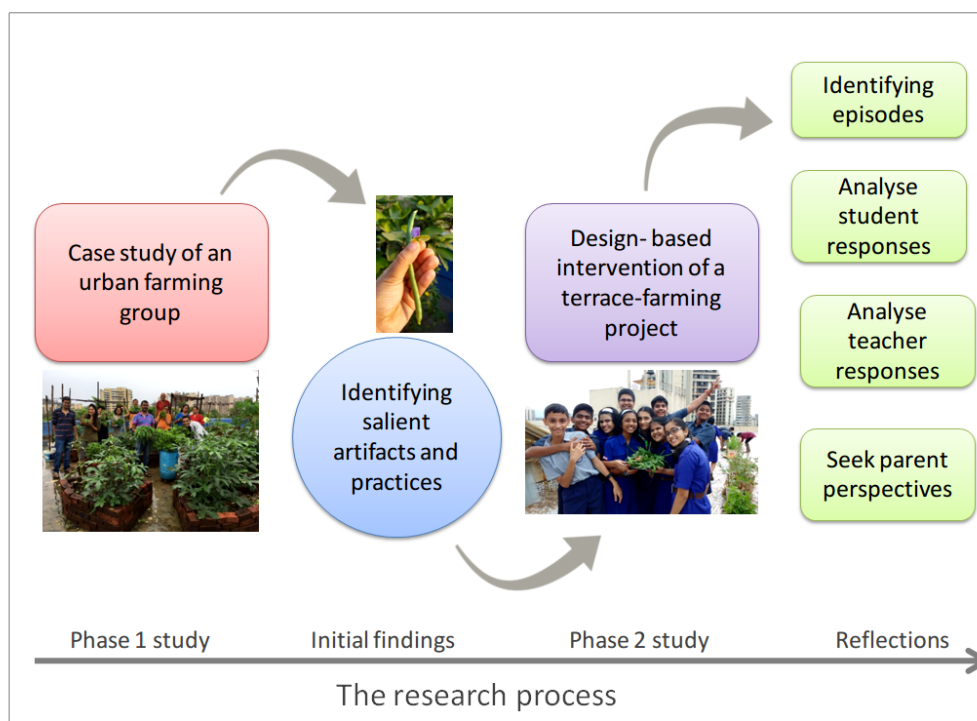 Case study of an
urban farming
group
Identifying
salient
artifacts and
practices
Design- based
intervention of a
terrace-farming
project
Identifying
episodes
Analyse
student
responses
Analyse
teacher
responses
Seek parent
perspectives
Phase 1 study
Initial findings
Phase 2 study
Reflections
The research process